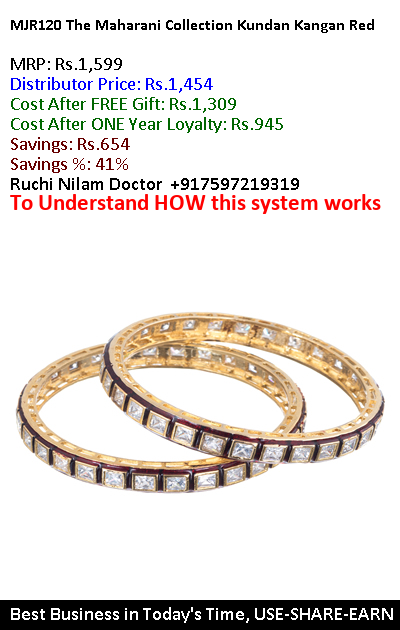 MJR120 The Maharani Collection Kundan Kangan Red
MRP: Rs.1,599
Distributor Price: Rs.1,454
Cost After FREE Gift: Rs.1,309
Cost After ONE Year Loyalty: Rs.945
Savings: Rs.654
Savings %: 41%
Ruchi Nilam Doctor +917597219319
To Understand HOW this system works
Best Business in Today's Time, USE-SHARE-EARN